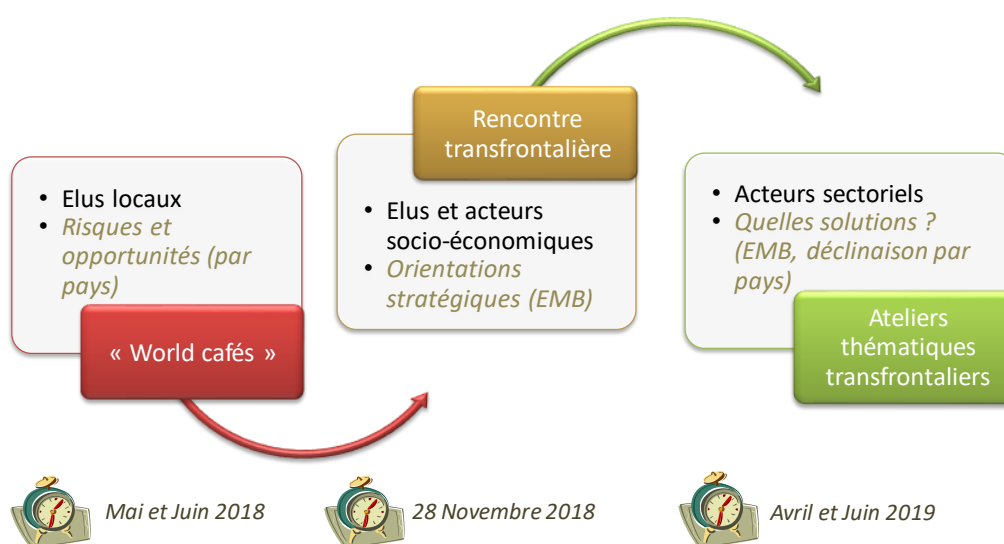 • Elus locaux
• Risques et
opportunités (par
pays)
« World cafés »
Rencontre
transfrontalière
• Elus et acteurs
socio-économiques
• Orientations
stratégiques (EMB)
• Acteurs sectoriels
• Quelles solutions ?
(EMB, déclinaison par
pays)
Ateliers
thématiques
transfrontaliers
Mai et Juin 2018
28 Novembre 2018
Avril et Juin 2019